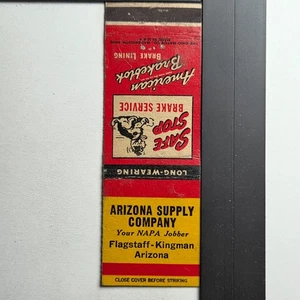 American
Brakeblok
BRAKE LINING
SAFE
STOP
BRAKE SERVICE
LONG-WEARING
ARIZONA SUPPLY
COMPANY
Your NAPA Jobber
Flagstaff-Kingman
Arizona
CLOSE COVER BEFORE STRIKING